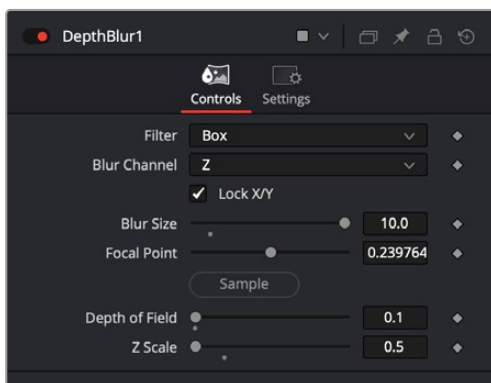 DepthBlur1
Controls Settings
Filter Box
Blur Channel Z
Lock X/Y
Blur Size 10.0
Focal Point 0.239764
Sample
Depth of Field 0.1
Z Scale 0.5